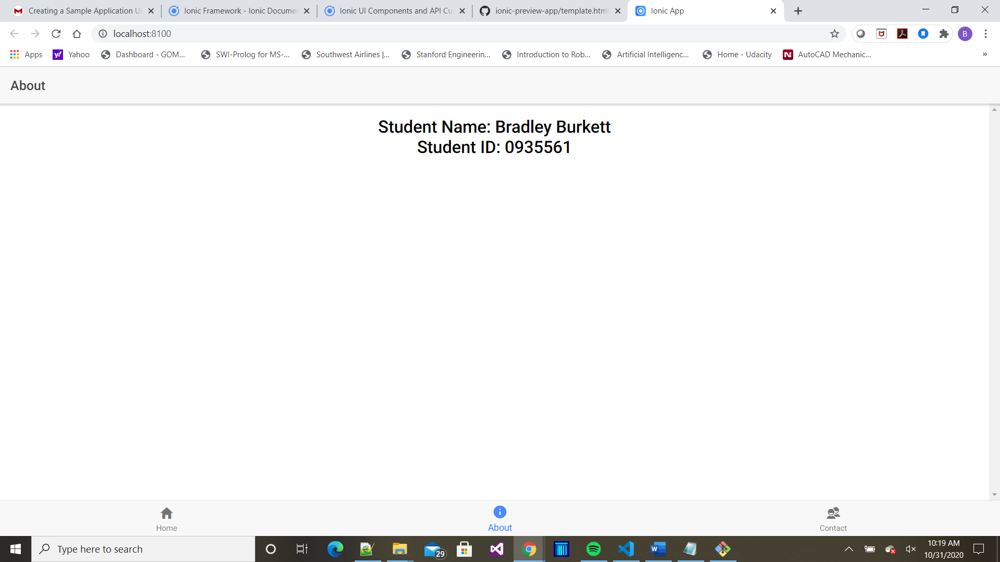 Creating a Sample Application Us
Ionic Framework - Ionic Documen
Ionic UI Components and API Cus
ionic-preview-app/template.html
Ionic App
localhost:8100
B
Apps
Yahoo
Dashboard - GOM...
SWI-Prolog for MS-...
Southwest Airlines |...
Stanford Engineerin...
Introduction to Rob...
Artificial Intelligenc...
Home - Udacity
AutoCAD Mechanic...
»
About
Student Name: Bradley Burkett
Student ID: 0935561
Home
About
Contact
Type here to search
29
10:19 AM
10/31/2020